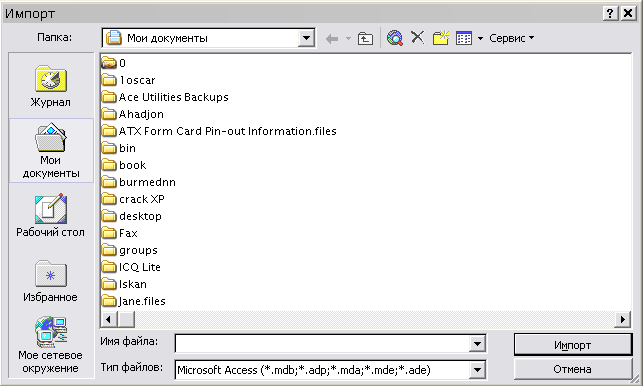 Импорт
Папка:
Мои документы
Сервис
Журнал
Мои
документы
Рабочий стол
Избранное
Мое сетевое
окружение
0
1oscar
Ace Utilities Backups
Ahadjon
ATX Form Card Pin-out Information.files
bin
book
burmednn
crack XP
desktop
Fax
groups
ICQ Lite
Iskan
Jane.files
Имя файла:
Импорт
Тип файлов:
Microsoft Access (*.mdb;*.adp;*.mda;*.mde;*.ade)
Отмена